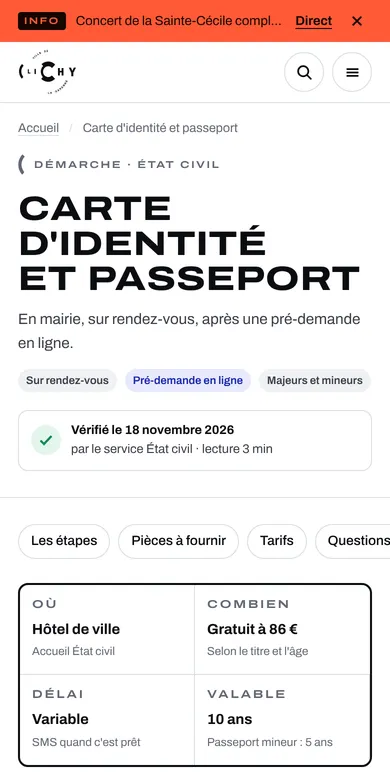 INFO Concert de la Sainte-Cécile compl... Direct
CLICHY
Accueil / Carte d'identité et passeport
DÉMARCHE · ÉTAT CIVIL
CARTE
D'IDENTITÉ
ET PASSEPORT
En mairie, sur rendez-vous, après une pré-demande
en ligne.
Sur rendez-vous Pré-demande en ligne Majeurs et mineurs
Vérifié le 18 novembre 2026
par le service État civil · lecture 3 min
Les étapes Pièces à fournir Tarifs Questions
OÙ COMBIEN
Hôtel de ville Gratuit à 86 €
Accueil État civil Selon le titre et l'âge
DÉLAI VALABLE
Variable 10 ans
SMS quand c'est prêt Passeport mineur : 5 ans